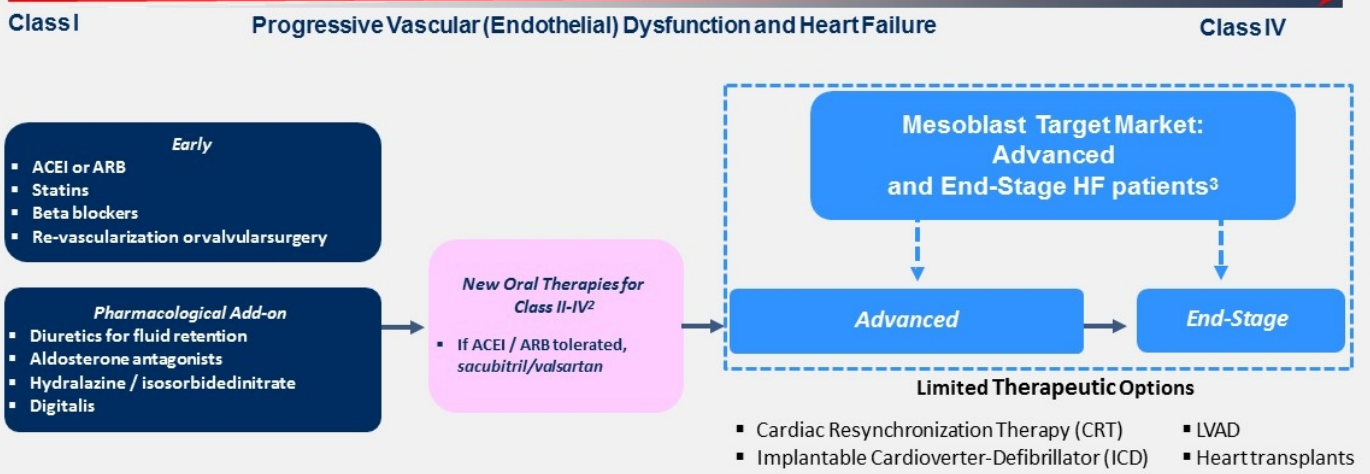 Class I
Progressive Vascular (Endothelial) Dysfunction and Heart Failure
Class IV
Early
▪ ACEI or ARB
▪ Statins
▪ Beta blockers
▪ Re-vascularization orvalvularsurgery
Pharmacological Add-on
▪ Diuretics for fluid retention
▪ Aldosterone antagonists
▪ Hydralazine / isosorbidedinitrate
▪ Digitalis
New Oral Therapies for
Class II-IV²
▪ If ACEI / ARB tolerated,
sacubitril/valsartan
Mesoblast Target Market:
Advanced
and End-Stage HF patients³
Advanced
End-Stage
Limited Therapeutic Options
▪ Cardiac Resynchronization Therapy (CRT)
▪ Implantable Cardioverter-Defibrillator (ICD)
▪ LVAD
▪ Heart transplants